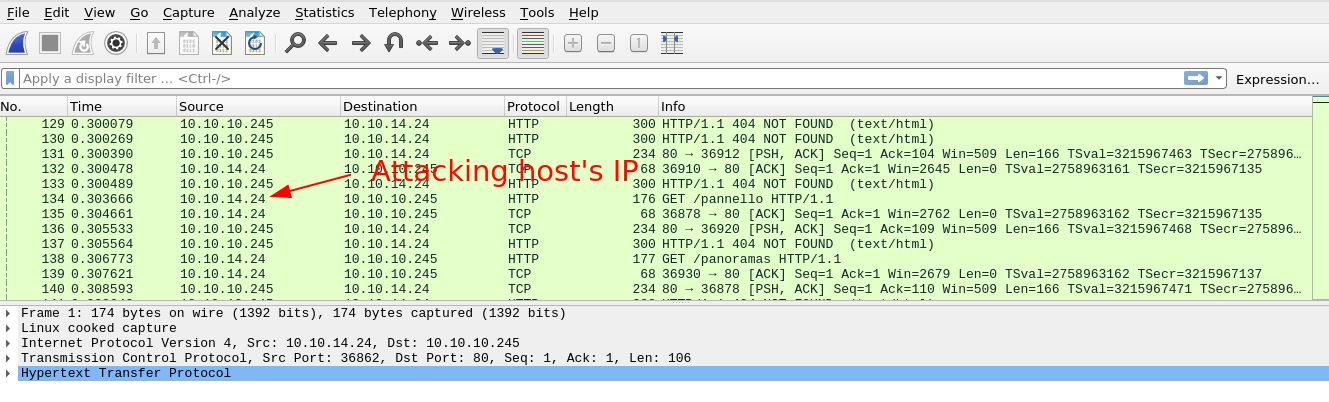 File Edit View Go Capture Analyze Statistics Telephony Wireless Tools Help
Apply a display filter … <Ctrl-/> Expression…
No. Time Source Destination Protocol Length Info
129 0.300079 10.10.10.245 10.10.14.24 HTTP 300 HTTP/1.1 404 NOT FOUND (text/html)
130 0.300269 10.10.10.245 10.10.14.24 HTTP 300 HTTP/1.1 404 NOT FOUND (text/html)
131 0.300390 10.10.10.245 10.10.14.24 TCP 234 80 → 36912 [PSH, ACK] Seq=1 Ack=104 Win=509 Len=166 TSval=3215967463 TSecr=275896…
Attacking host's IP
132 0.300478 10.10.14.24 10.10.10.245 TCP 68 36910 → 80 [ACK] Seq=1 Ack=1 Win=2645 Len=0 TSval=2758963161 TSecr=3215967135
133 0.300489 10.10.10.245 10.10.14.24 HTTP 300 HTTP/1.1 404 NOT FOUND (text/html)
134 0.303666 10.10.14.24 10.10.10.245 HTTP 176 GET /pannello HTTP/1.1
135 0.304661 10.10.14.24 10.10.10.245 TCP 68 36878 → 80 [ACK] Seq=1 Ack=1 Win=2762 Len=0 TSval=2758963162 TSecr=3215967135
136 0.305533 10.10.10.245 10.10.14.24 TCP 234 80 → 36920 [PSH, ACK] Seq=1 Ack=109 Win=509 Len=166 TSval=3215967468 TSecr=275896…
137 0.305564 10.10.10.245 10.10.14.24 HTTP 300 HTTP/1.1 404 NOT FOUND (text/html)
138 0.306773 10.10.14.24 10.10.10.245 HTTP 177 GET /panoramas HTTP/1.1
139 0.307621 10.10.14.24 10.10.10.245 TCP 68 36930 → 80 [ACK] Seq=1 Ack=1 Win=2679 Len=0 TSval=2758963162 TSecr=3215967137
140 0.308593 10.10.10.245 10.10.14.24 TCP 234 80 → 36878 [PSH, ACK] Seq=1 Ack=110 Win=509 Len=166 TSval=3215967471 TSecr=275896…
Frame 1: 174 bytes on wire (1392 bits), 174 bytes captured (1392 bits)
Linux cooked capture
Internet Protocol Version 4, Src: 10.10.14.24, Dst: 10.10.10.245
Transmission Control Protocol, Src Port: 36862, Dst Port: 80, Seq: 1, Ack: 1, Len: 106
Hypertext Transfer Protocol